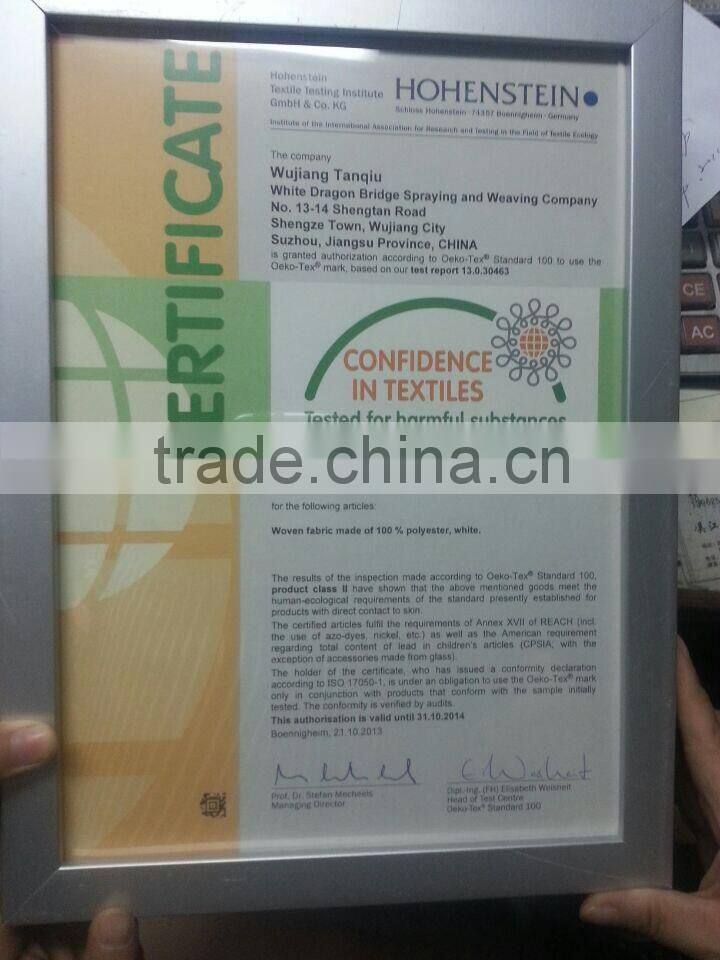 CERTIFICATE
Hohenstein
Textile Testing Institute
GmbH & Co. KG
HOHENSTEIN
Schloss Hohenstein · 74357 Boennigheim · Germany
Institute of the International Association for Research and Testing in the Field of Textile Ecology
The company
Wujiang Tanqiu
White Dragon Bridge Spraying and Weaving Company
No. 13-14 Shengtan Road
Shengze Town, Wujiang City
Suzhou, Jiangsu Province, CHINA
is granted authorization according to Oeko-Tex® Standard 100 to use the
Oeko-Tex® mark, based on our test report 13.0.30463
CONFIDENCE
IN TEXTILES
Tested for harmful substances
trade.china.cn
for the following articles:
Woven fabric made of 100 % polyester, white.
The results of the inspection made according to Oeko-Tex® Standard 100,
product class II have shown that the above mentioned goods meet the
human-ecological requirements of the standard presently established for
products with direct contact to skin.
The certified articles fulfil the requirements of Annex XVII of REACH (incl.
the use of azo-dyes, nickel, etc.) as well as the American requirement
regarding total content of lead in children's articles (CPSIA; with the
exception of accessories made from glass).
The holder of the certificate, who has issued a conformity declaration
according to ISO 17050-1, is under an obligation to use the Oeko-Tex® mark
only in conjunction with products that conform with the sample initially
tested. The conformity is verified by audits.
This authorisation is valid until 31.10.2014
Boennigheim, 21.10.2013
Prof. Dr. Stefan Mecheels
Managing Director
Dipl.-Ing. (FH) Elisabeth Weisheit
Head of Test Centre
Oeko-Tex® Standard 100
CE
AC